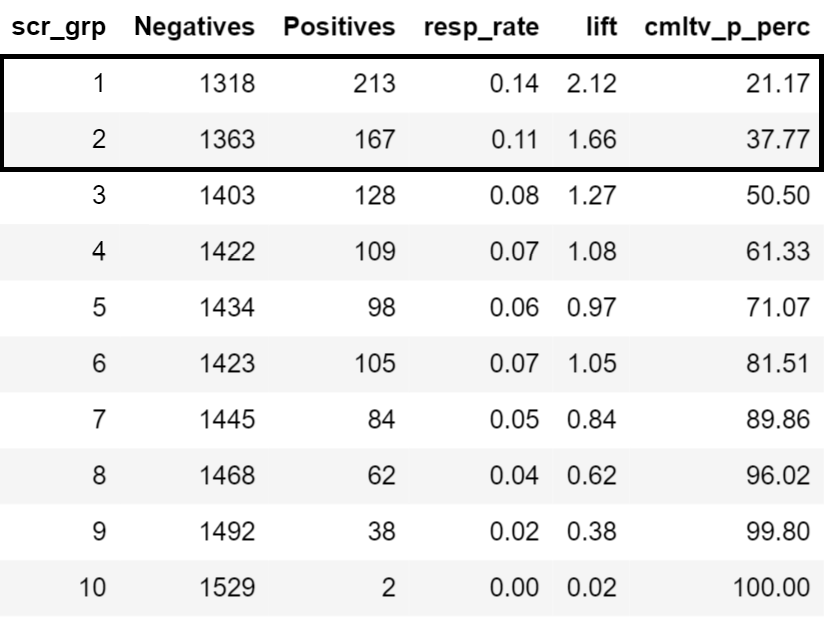 scr_grp Negatives Positives resp_rate lift cmltv_p_perc
1 1318 213 0.14 2.12 21.17
2 1363 167 0.11 1.66 37.77
3 1403 128 0.08 1.27 50.50
4 1422 109 0.07 1.08 61.33
5 1434 98 0.06 0.97 71.07
6 1423 105 0.07 1.05 81.51
7 1445 84 0.05 0.84 89.86
8 1468 62 0.04 0.62 96.02
9 1492 38 0.02 0.38 99.80
10 1529 2 0.00 0.02 100.00